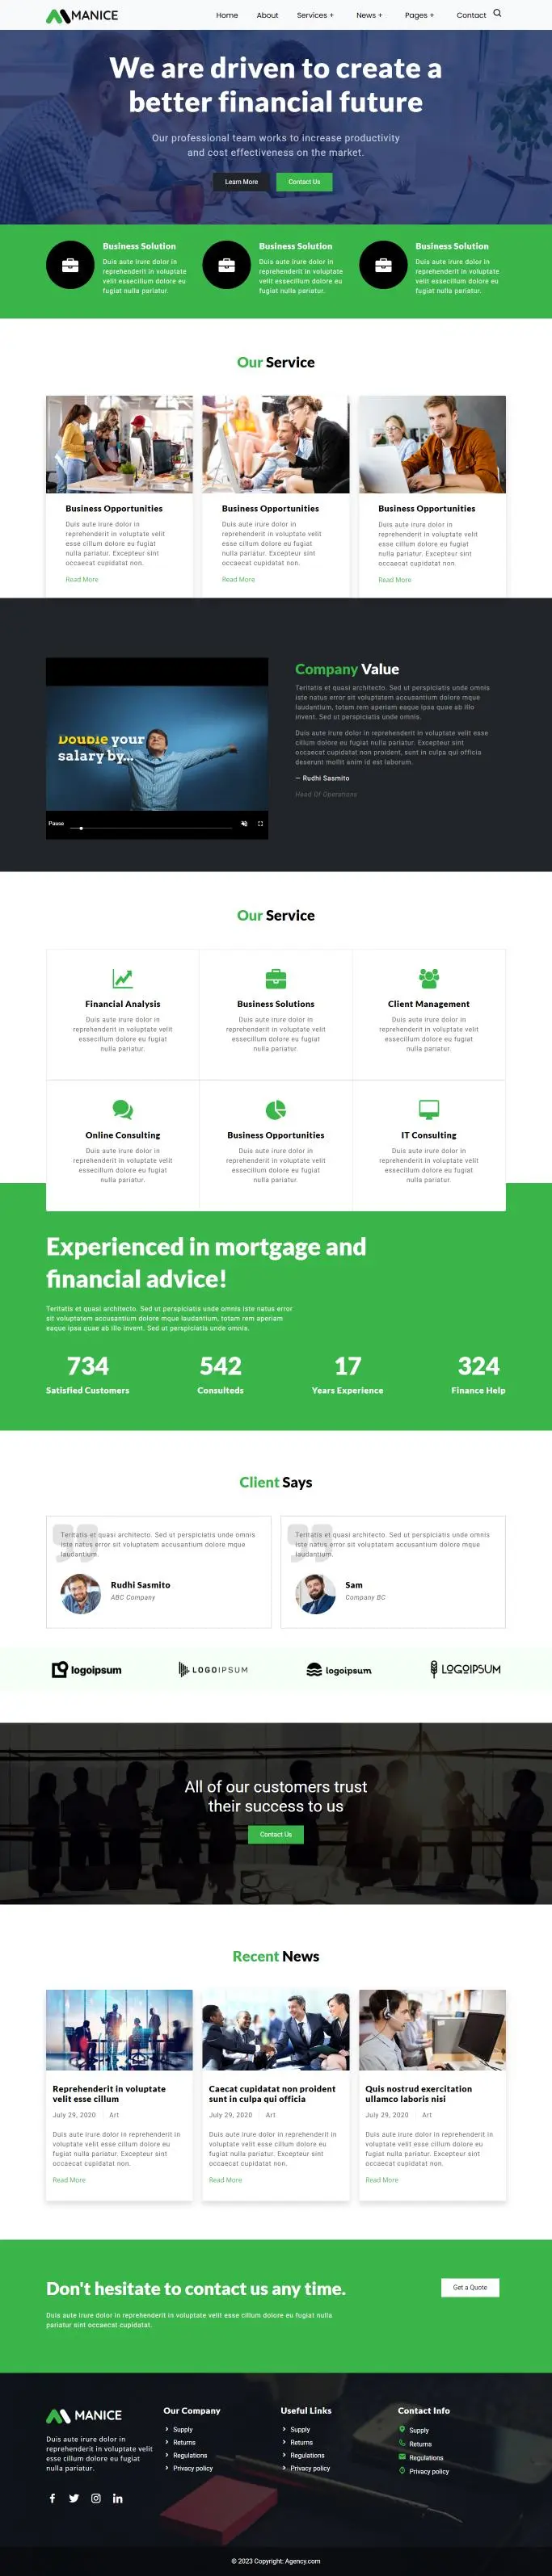 MANICE
Home About Services + News + Pages + Contact
We are driven to create a
better financial future
Our professional team works to increase productivity
and cost effectiveness on the market.
Learn More
Contact Us
Business Solution
Duis aute irure dolor in
reprehenderit in voluptate
velit essecillum dolore eu
fugiat nulla pariatur.
Business Solution
Duis aute irure dolor in
reprehenderit in voluptate
velit essecillum dolore eu
fugiat nulla pariatur.
Business Solution
Duis aute irure dolor in
reprehenderit in voluptate
velit essecillum dolore eu
fugiat nulla pariatur.
Our Service
Business Opportunities
Duis aute irure dolor in
reprehenderit in voluptate velit
esse cillum dolore eu fugiat
nulla pariatur. Excepteur sint
occaecat cupidatat non.
Read More
Business Opportunities
Duis aute irure dolor in
reprehenderit in voluptate velit
esse cillum dolore eu fugiat
nulla pariatur. Excepteur sint
occaecat cupidatat non.
Read More
Business Opportunities
Duis aute irure dolor in
reprehenderit in voluptate velit
esse cillum dolore eu fugiat
nulla pariatur. Excepteur sint
occaecat cupidatat non.
Read More
Double your
salary by...
Pause
Company Value
Teritatis et quasi architecto. Sed ut perspiciatis unde omnis
iste natus error sit voluptatem accusantium dolore mque
laudantium, totam rem aperiam eaque ipsa quae ab illo
invent. Sed ut perspiciatis unde omnis.
Duis aute irure dolor in reprehenderit in voluptate velit esse
cillum dolore eu fugiat nulla pariatur. Excepteur sint
occaecat cupidatat non proident, sunt in culpa qui officia
deserunt mollit anim id est laborum.
— Rudhi Sasmito
Head Of Operations
Our Service
Financial Analysis
Duis aute irure dolor in
reprehenderit in voluptate velit
essecillum dolore eu fugiat
nulla pariatur.
Business Solutions
Duis aute irure dolor in
reprehenderit in voluptate velit
essecillum dolore eu fugiat
nulla pariatur.
Client Management
Duis aute irure dolor in
reprehenderit in voluptate velit
essecillum dolore eu fugiat
nulla pariatur.
Online Consulting
Duis aute irure dolor in
reprehenderit in voluptate velit
essecillum dolore eu fugiat
nulla pariatur.
Business Opportunities
Duis aute irure dolor in
reprehenderit in voluptate velit
essecillum dolore eu fugiat
nulla pariatur.
IT Consulting
Duis aute irure dolor in
reprehenderit in voluptate velit
essecillum dolore eu fugiat
nulla pariatur.
Experienced in mortgage and
financial advice!
Teritatis et quasi architecto. Sed ut perspiciatis unde omnis iste natus error
sit voluptatem accusantium dolore mque laudantium, totam rem aperiam
eaque ipsa quae ab illo invent. Sed ut perspiciatis unde omnis.
734
Satisfied Customers
542
Consulteds
17
Years Experience
324
Finance Help
Client Says
Teritatis et quasi architecto. Sed ut perspiciatis unde omnis
iste natus error sit voluptatem accusantium dolore mque
laudantium.
Rudhi Sasmito
ABC Company
Teritatis et quasi architecto. Sed ut perspiciatis unde omnis
iste natus error sit voluptatem accusantium dolore mque
laudantium.
Sam
Company BC
logoipsum
LOGOIPSUM
logoipsum
LOGOIPSUM
All of our customers trust
their success to us
Contact Us
Recent News
Reprehenderit in voluptate
velit esse cillum
July 29, 2020 Art
Duis aute irure dolor in reprehenderit in
voluptate velit esse cillum dolore eu
fugiat nulla pariatur. Excepteur sint
occaecat cupidatat non.
Read More
Caecat cupidatat non proident
sunt in culpa qui officia
July 29, 2020 Art
Duis aute irure dolor in reprehenderit in
voluptate velit esse cillum dolore eu
fugiat nulla pariatur. Excepteur sint
occaecat cupidatat non.
Read More
Quis nostrud exercitation
ullamco laboris nisi
July 29, 2020 Art
Duis aute irure dolor in reprehenderit in
voluptate velit esse cillum dolore eu
fugiat nulla pariatur. Excepteur sint
occaecat cupidatat non.
Read More
Don't hesitate to contact us any time.
Duis aute irure dolor in reprehenderit in voluptate velit esse cillum dolore eu fugiat nulla
pariatur sint occaecat cupidatat.
Get a Quote
MANICE
Duis aute irure dolor in
reprehenderit in voluptate velit
esse cillum dolore eu fugiat
nulla pariatur.
Our Company
Supply
Returns
Regulations
Privacy policy
Useful Links
Supply
Returns
Regulations
Privacy policy
Contact Info
Supply
Returns
Regulations
Privacy policy
© 2023 Copyright: Agency.com